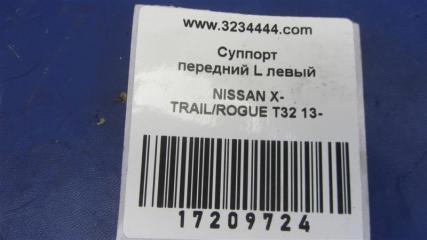 www.3234444.com
Суппорт
передний L левый
NISSAN X-
TRAIL/ROGUE T32 13-
17209724